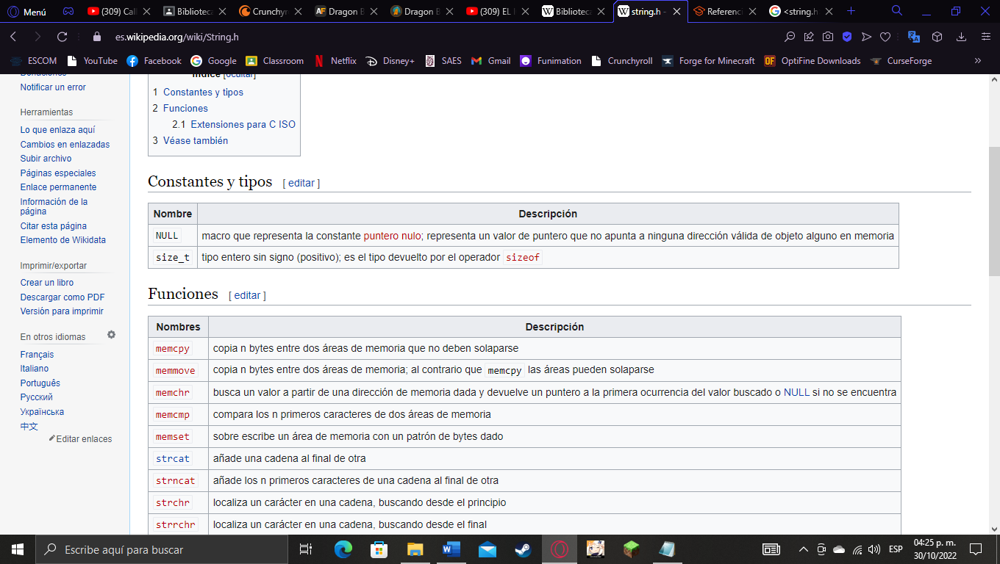 Menú
(309) Cal
Biblioteca
Crunchyr
Dragon B
Dragon B
(309) EL I
Biblioteca
string.h -
Referenci
<string.h
es.wikipedia.org/wiki/String.h
ESCOM YouTube Facebook Google Classroom Netflix Disney+ SAES Gmail Funimation Crunchyroll Forge for Minecraft OptiFine Downloads CurseForge »
Donaciones
Notificar un error
Herramientas
Lo que enlaza aquí
Cambios en enlazadas
Subir archivo
Páginas especiales
Enlace permanente
Información de la
página
Citar esta página
Elemento de Wikidata
Imprimir/exportar
Crear un libro
Descargar como PDF
Versión para imprimir
En otros idiomas
Français
Italiano
Português
Русский
Українська
中文
Editar enlaces
Índice [ocultar]
1 Constantes y tipos
2 Funciones
2.1 Extensiones para C ISO
3 Véase también
Constantes y tipos [ editar ]
Nombre Descripción
NULL macro que representa la constante puntero nulo; representa un valor de puntero que no apunta a ninguna dirección válida de objeto alguno en memoria
size_t tipo entero sin signo (positivo); es el tipo devuelto por el operador sizeof
Funciones [ editar ]
Nombres Descripción
memcpy copia n bytes entre dos áreas de memoria que no deben solaparse
memmove copia n bytes entre dos áreas de memoria; al contrario que memcpy las áreas pueden solaparse
memchr busca un valor a partir de una dirección de memoria dada y devuelve un puntero a la primera ocurrencia del valor buscado o NULL si no se encuentra
memcmp compara los n primeros caracteres de dos áreas de memoria
memset sobre escribe un área de memoria con un patrón de bytes dado
strcat añade una cadena al final de otra
strncat añade los n primeros caracteres de una cadena al final de otra
strchr localiza un carácter en una cadena, buscando desde el principio
strrchr localiza un carácter en una cadena, buscando desde el final
Escribe aquí para buscar
ESP
04:25 p. m.
30/10/2022